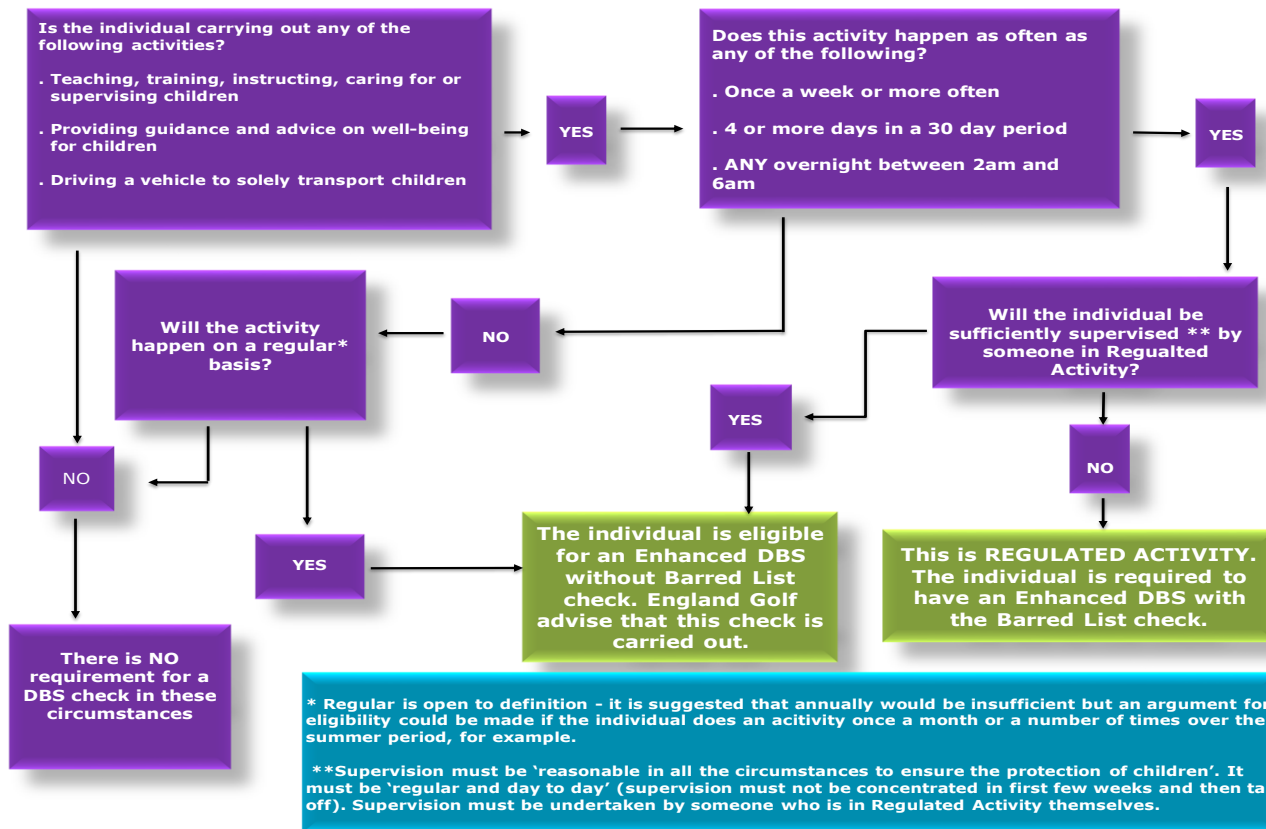 Is the individual carrying out any of the
following activities?
. Teaching, training, instructing, caring for or
supervising children
. Providing guidance and advice on well-being
for children
. Driving a vehicle to solely transport children
YES
Does this activity happen as often as
any of the following?
. Once a week or more often
. 4 or more days in a 30 day period
. ANY overnight between 2am and
6am
YES
Will the activity
happen on a regular*
basis?
NO
Will the individual be
sufficiently supervised ** by
someone in Regualted
Activity?
YES
NO
NO
YES
The individual is eligible
for an Enhanced DBS
without Barred List
check. England Golf
advise that this check is
carried out.
This is REGULATED ACTIVITY.
The individual is required to
have an Enhanced DBS with
the Barred List check.
There is NO
requirement for a
DBS check in these
circumstances
* Regular is open to definition - it is suggested that annually would be insufficient but an argument for
eligibility could be made if the individual does an acitivity once a month or a number of times over the
summer period, for example.
**Supervision must be ‘reasonable in all the circumstances to ensure the protection of children’. It
must be ‘regular and day to day’ (supervision must not be concentrated in first few weeks and then ta
off). Supervision must be undertaken by someone who is in Regulated Activity themselves.